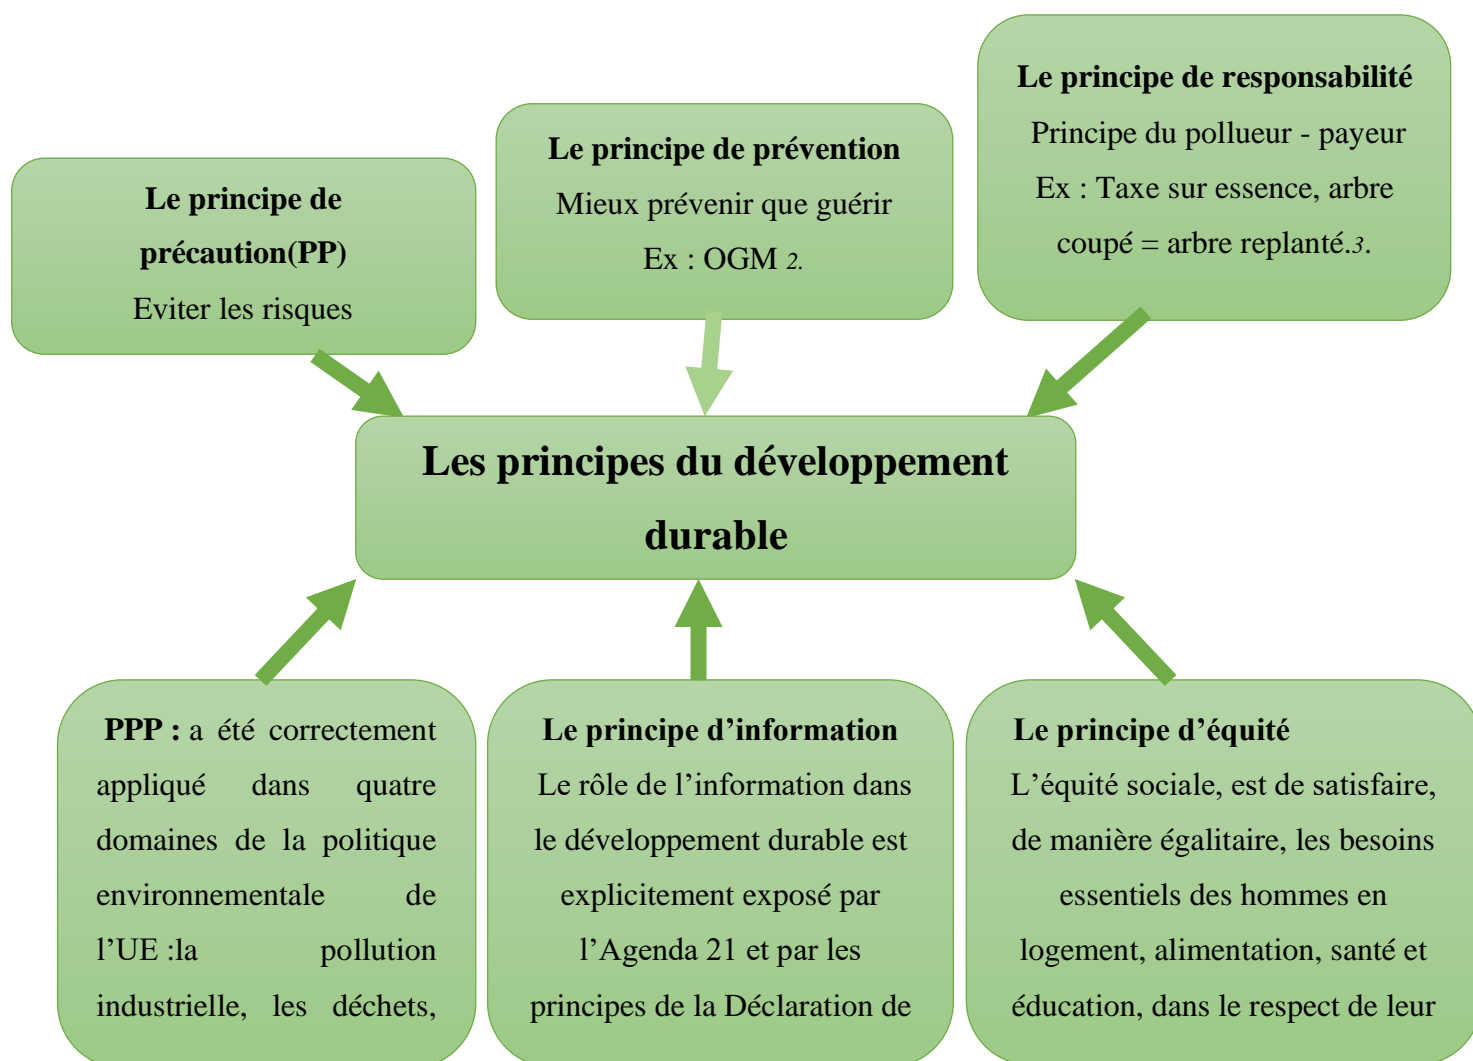 Le principe de
précaution(PP)
Eviter les risques
Le principe de prévention
Mieux prévenir que guérir
Ex : OGM 2.
Le principe de responsabilité
Principe du pollueur - payeur
Ex : Taxe sur essence, arbre
coupé = arbre replanté.3.
Les principes du développement
durable
PPP : a été correctement
appliqué dans quatre
domaines de la politique
environnementale de
l’UE :la pollution
industrielle, les déchets,
Le principe d’information
Le rôle de l’information dans
le développement durable est
explicitement exposé par
l’Agenda 21 et par les
principes de la Déclaration de
Le principe d’équité
L’équité sociale, est de satisfaire,
de manière égalitaire, les besoins
essentiels des hommes en
logement, alimentation, santé et
éducation, dans le respect de leur